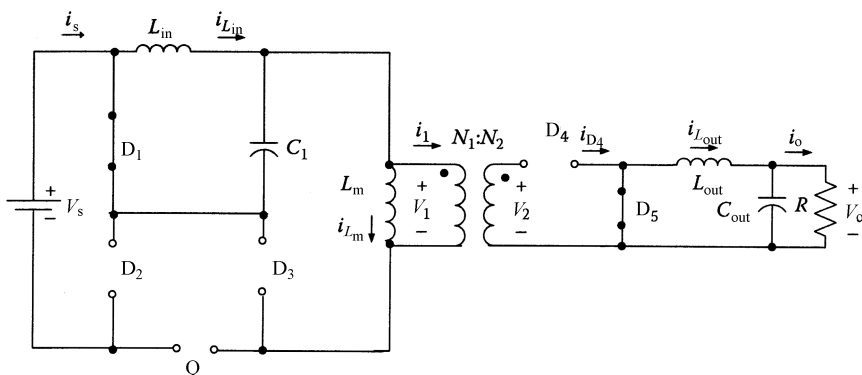 i_s L_in i_Lin
D_1 C_1
+ V_s −
D_2 D_3
Q
L_m
i_Lm
i_1 N_1:N_2
+ V_1 −
+ V_2 −
D_4 i_D4
i_Lout
L_out
i_o
D_5
C_out R
+ V_o −